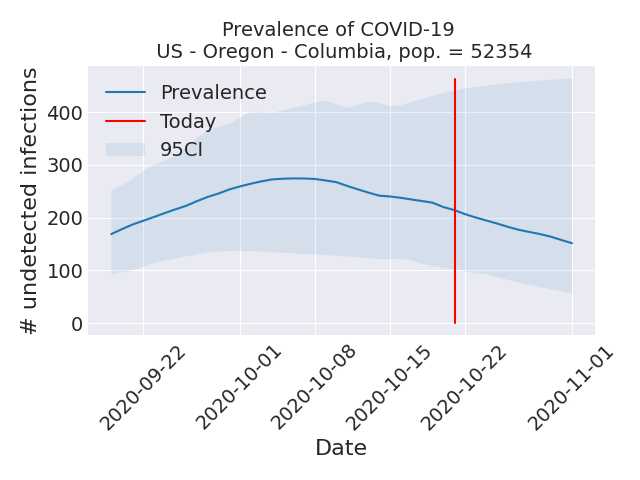 Prevalence of COVID-19
US - Oregon - Columbia, pop. = 52354
# undetected infections
400
300
200
100
0
Prevalence
Today
95CI
2020-09-22
2020-10-01
2020-10-08
2020-10-15
2020-10-22
2020-11-01
Date